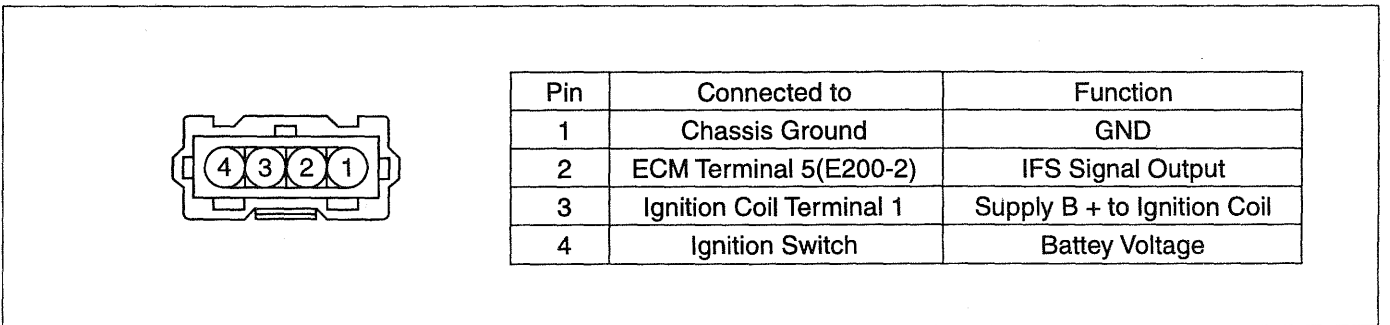 4 3 2 1
Pin Connected to Function
1 Chassis Ground GND
2 ECM Terminal 5(E200-2) IFS Signal Output
3 Ignition Coil Terminal 1 Supply B + to Ignition Coil
4 Ignition Switch Battey Voltage